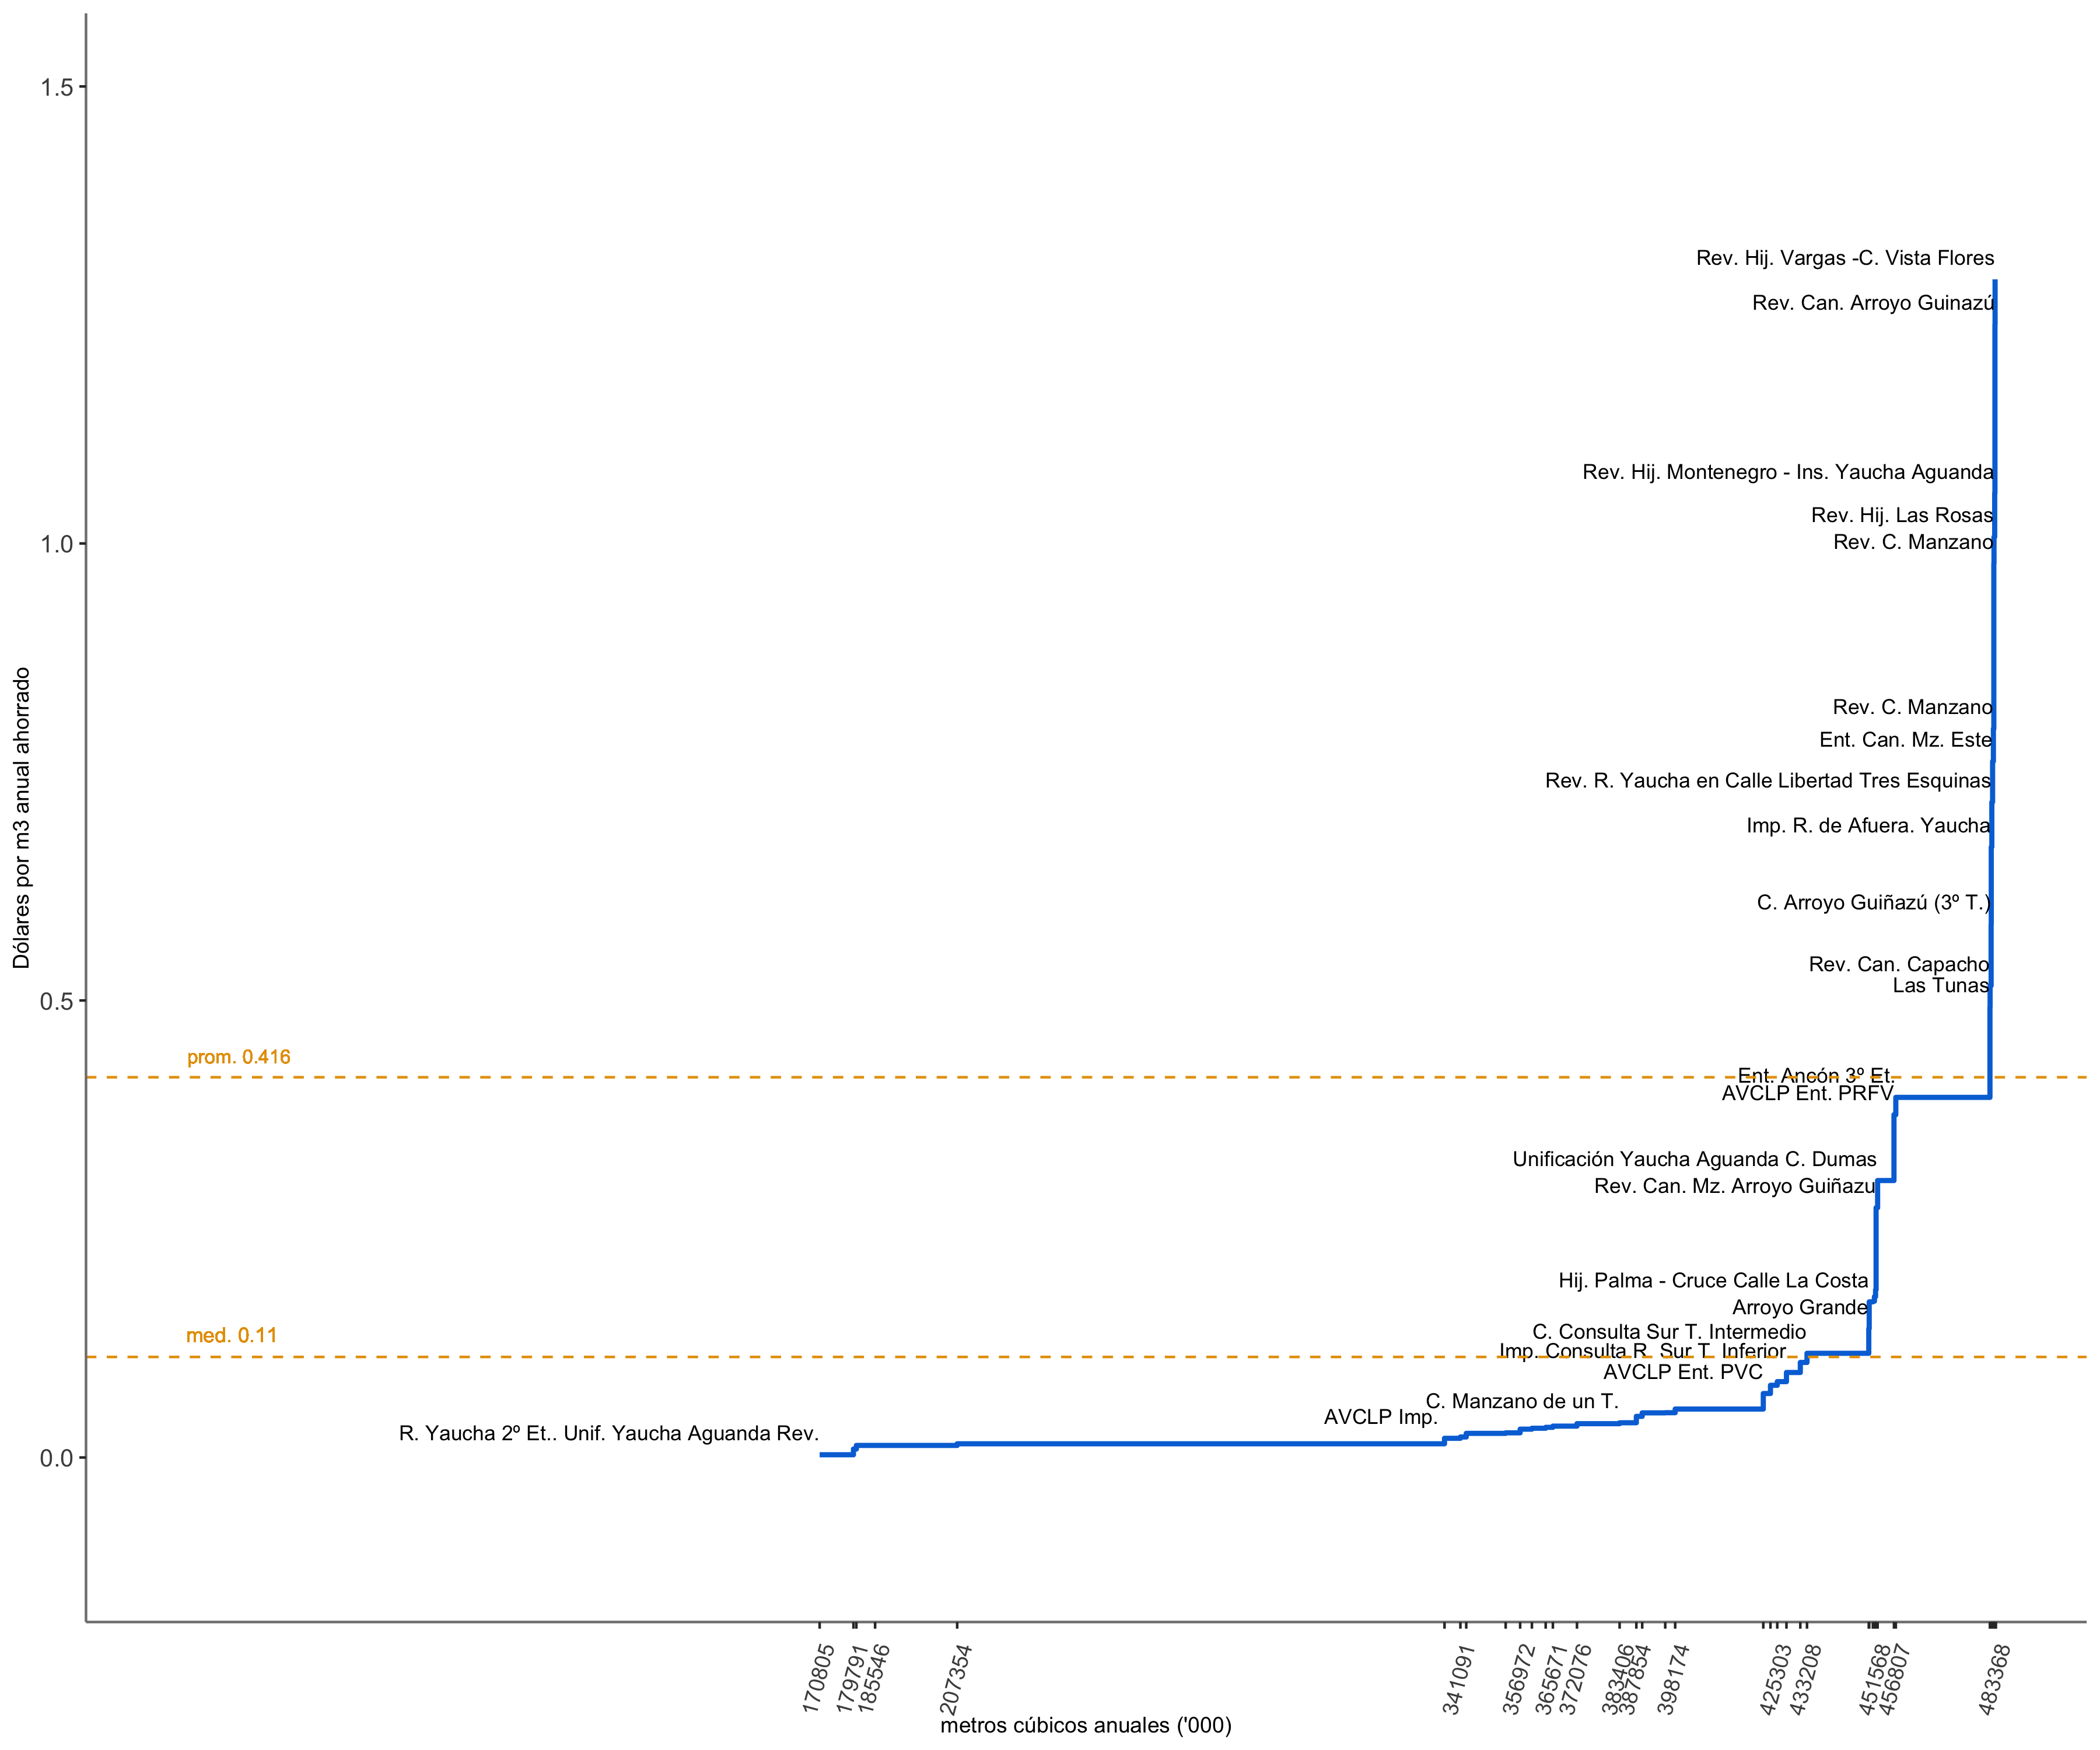 1.5
Rev. Hij. Vargas -C. Vista Flores
Rev. Can. Arroyo Guinazú
Rev. Hij. Montenegro - Ins. Yaucha Aguanda
Rev. Hij. Las Rosas
1.0
Rev. C. Manzano
Rev. C. Manzano
Ent. Can. Mz. Este
Rev. R. Yaucha en Calle Libertad Tres Esquinas
Imp. R. de Afuera. Yaucha
Dólares por m3 anual ahorrado
C. Arroyo Guiñazú (3º T.)
Rev. Can. Capacho
Las Tunas
0.5
prom. 0.416
Ent. Ancón 3º Et.
AVCLP Ent. PRFV
Unificación Yaucha Aguanda C. Dumas
Rev. Can. Mz. Arroyo Guiñazu
Hij. Palma - Cruce Calle La Costa
Arroyo Grande
med. 0.11
C. Consulta Sur T. Intermedio
Imp. Consulta R. Sur T. Inferior
AVCLP Ent. PVC
C. Manzano de un T.
AVCLP Imp.
R. Yaucha 2º Et.. Unif. Yaucha Aguanda Rev.
0.0
170805
179791
185546
207354
341091
356972
365671
372076
383406
387854
398174
425303
433208
451568
456807
483368
metros cúbicos anuales ('000)